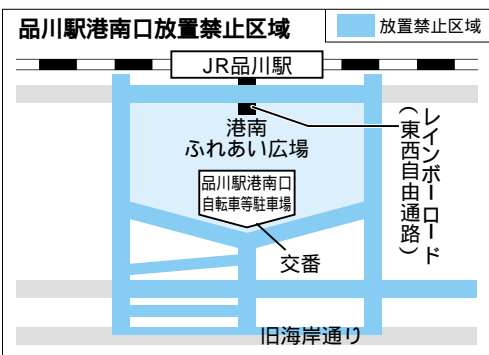 品川駅港南口放置禁止区域
放置禁止区域
JR品川駅
港南
ふれあい広場
レインボーロード
(東西自由通路)
品川駅港南口
自転車等駐車場
交番
旧海岸通り